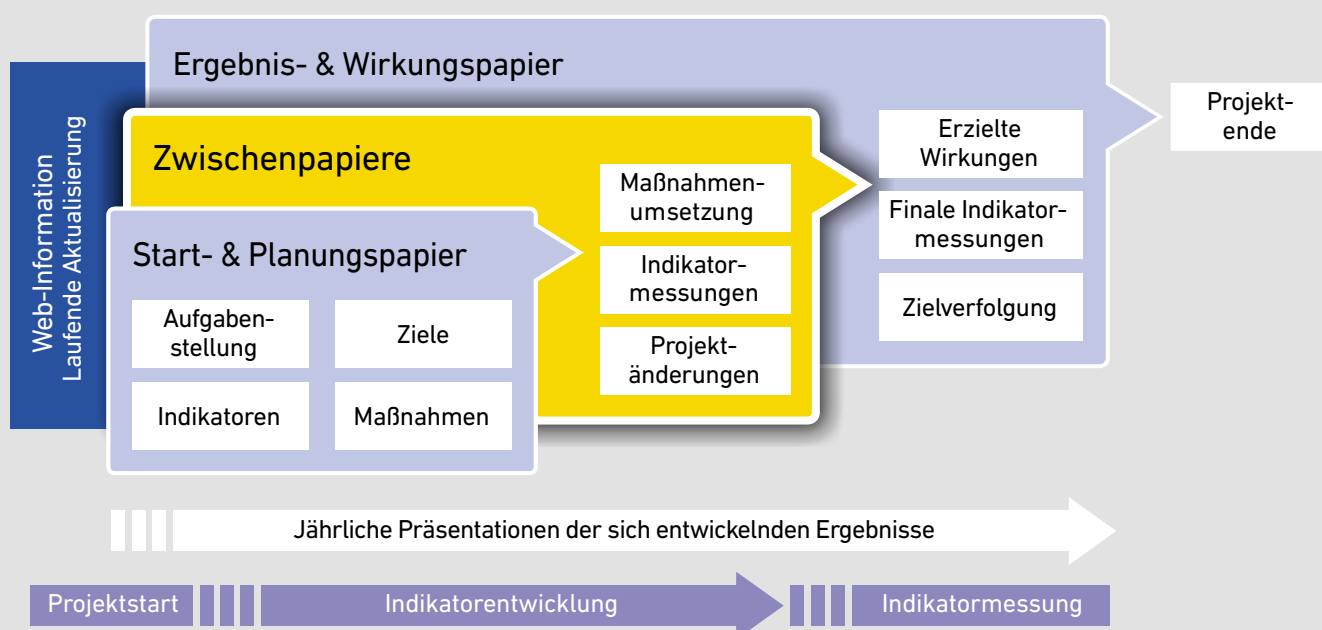 Ergebnis- & Wirkungspapier
Projekt-
ende
Web-Information
Laufende Aktualisierung
Zwischenpapiere
Erzielte
Wirkungen
Maßnahmen-
umsetzung
Finale Indikator-
messungen
Start- & Planungspapier
Indikator-
messungen
Zielverfolgung
Aufgaben-
stellung
Ziele
Projekt-
änderungen
Indikatoren
Maßnahmen
Jährliche Präsentationen der sich entwickelnden Ergebnisse
Projektstart
Indikatorentwicklung
Indikatormessung